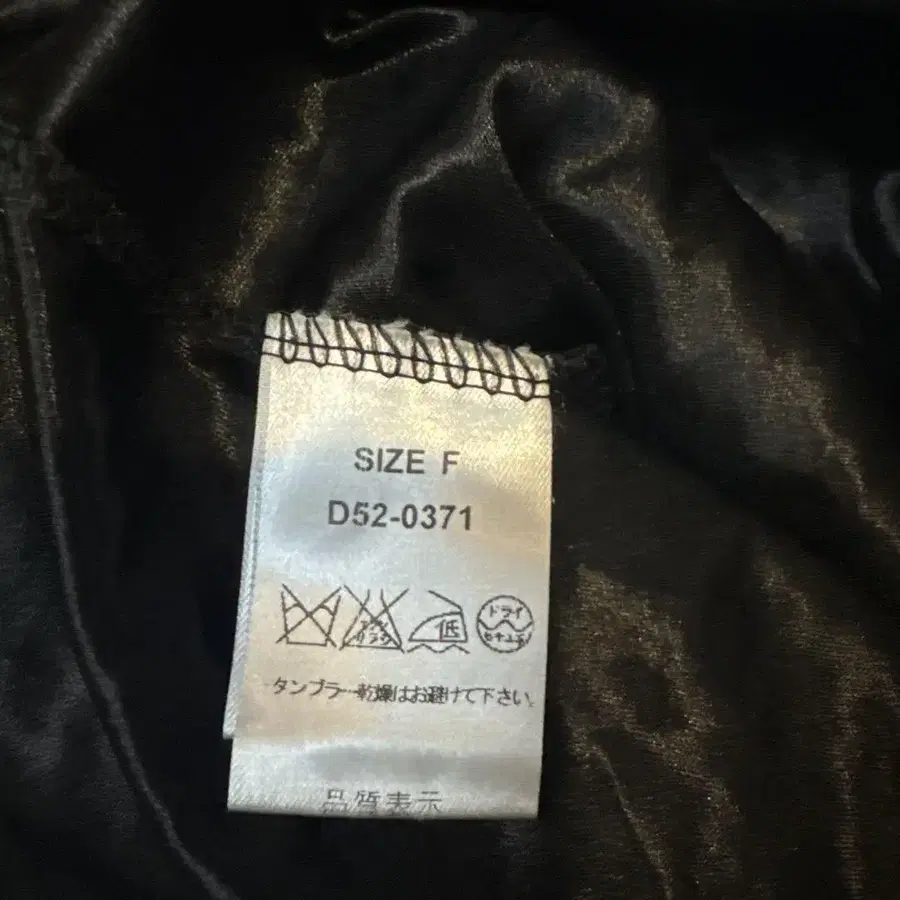 SIZE F
D52-0371
低 ドライ
セキユ系
タンブラー乾燥はお避けて下さい。
品質表示